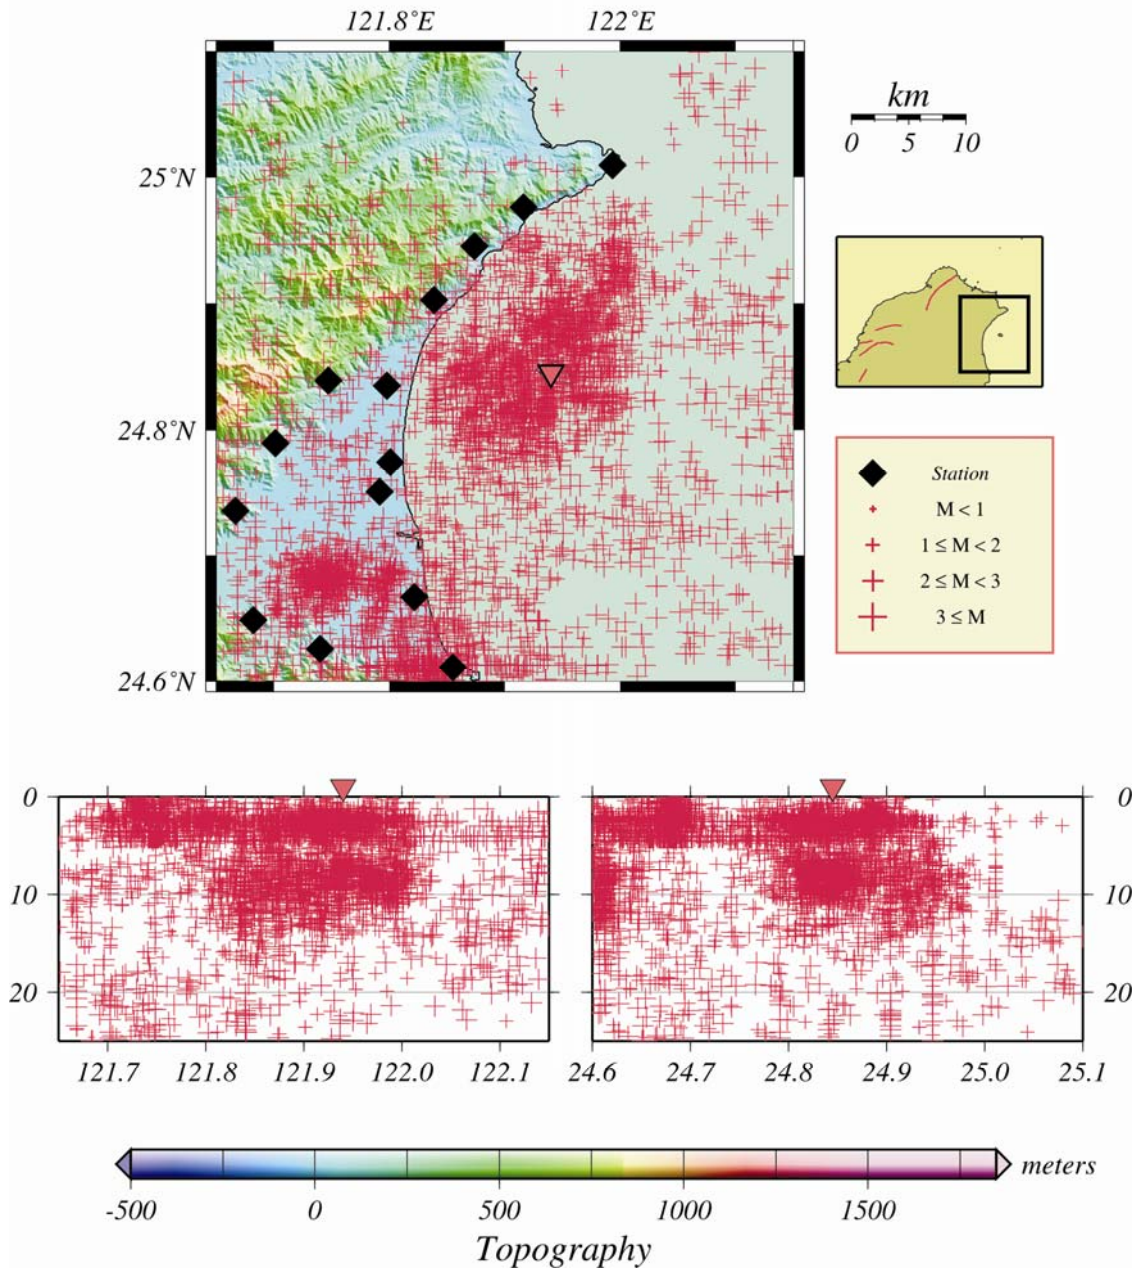 121.8°E 122°E
km
0 5 10
25°N
24.8°N
24.6°N
Station
M < 1
1 ≤ M < 2
2 ≤ M < 3
3 ≤ M
0 0
10 10
20 20
121.7 121.8 121.9 122.0 122.1 24.6 24.7 24.8 24.9 25.0 25.1
meters
-500 0 500 1000 1500
Topography